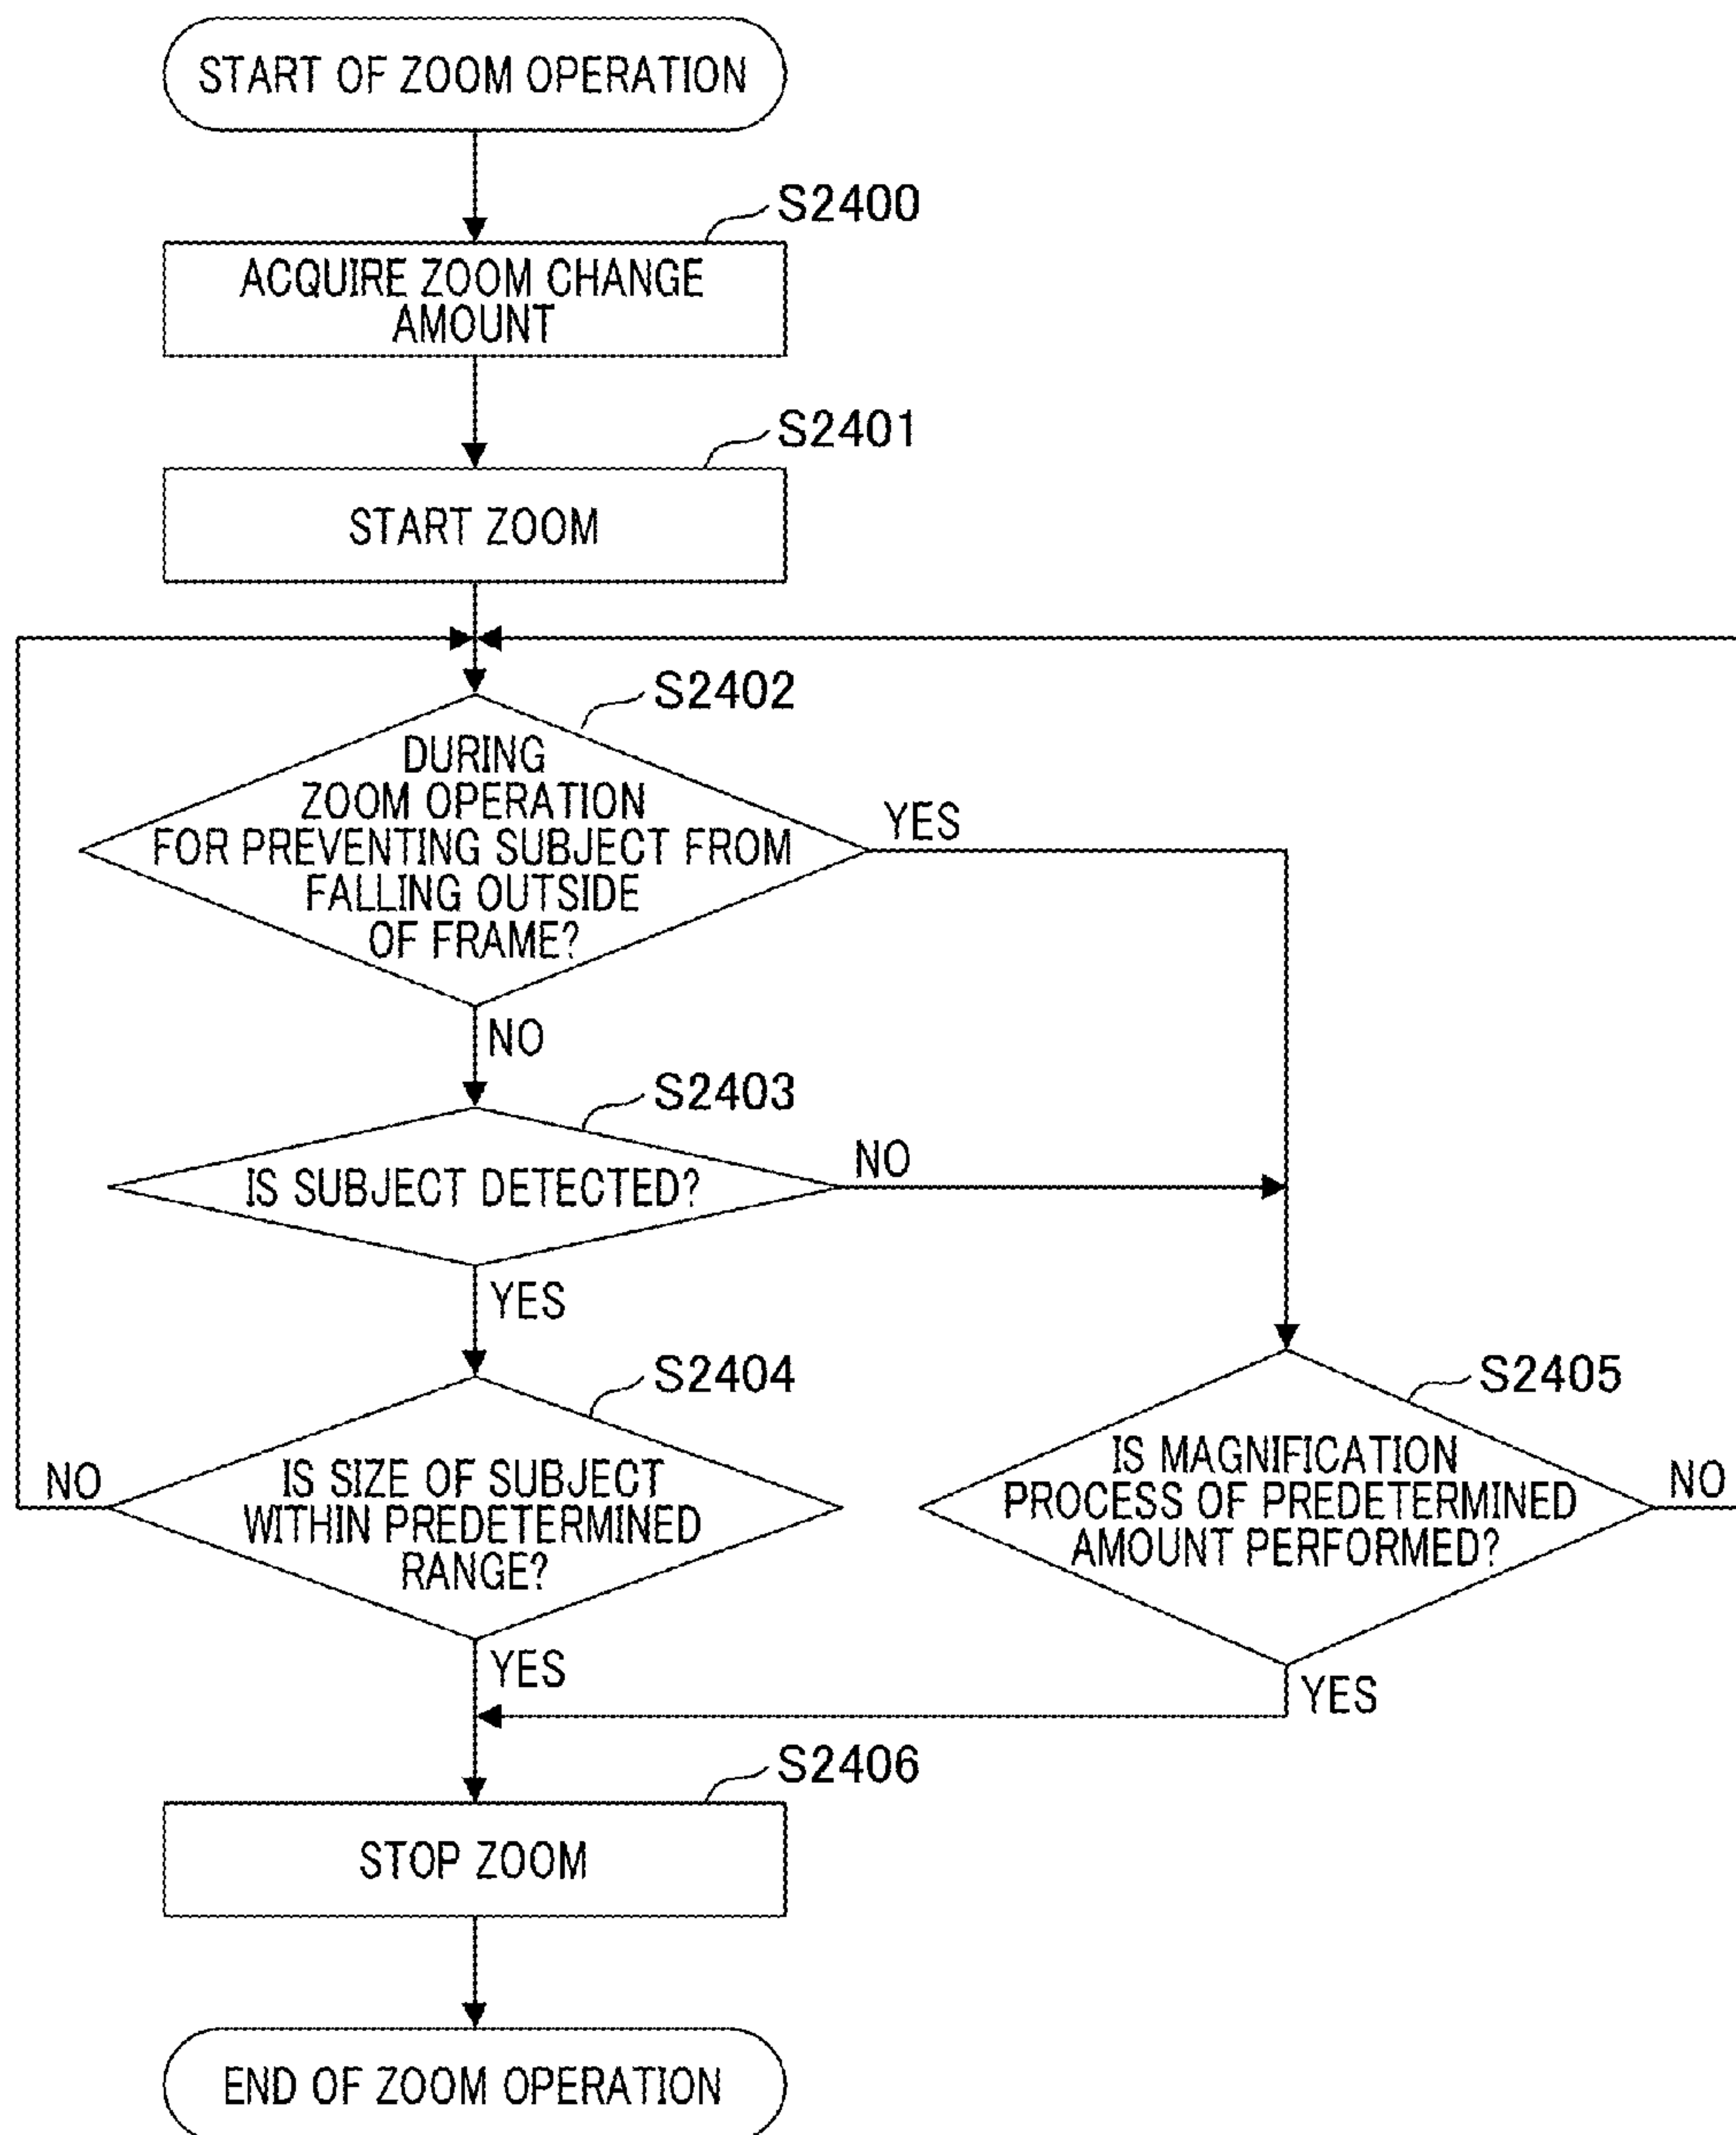 START OF ZOOM OPERATION
S2400
ACQUIRE ZOOM CHANGE
AMOUNT
S2401
START ZOOM
S2402
DURING
ZOOM OPERATION
FOR PREVENTING SUBJECT FROM
FALLING OUTSIDE
OF FRAME?
YES
NO
S2403
IS SUBJECT DETECTED?
NO
YES
S2404
IS SIZE OF SUBJECT
WITHIN PREDETERMINED
RANGE?
NO
YES
S2405
IS MAGNIFICATION
PROCESS OF PREDETERMINED
AMOUNT PERFORMED?
NO
YES
S2406
STOP ZOOM
END OF ZOOM OPERATION